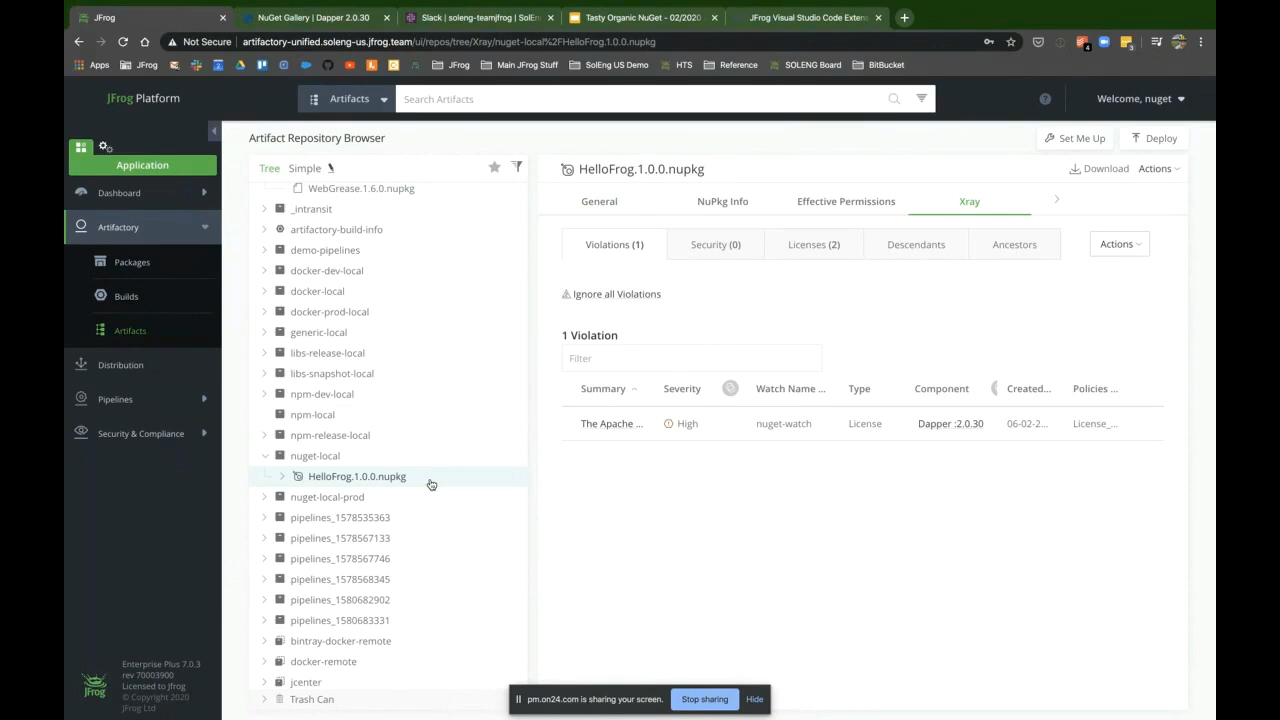 JFrog
NuGet Gallery | Dapper 2.0.30
Slack | soleng-teamjfrog | SolEn
Tasty Organic NuGet - 02/2020
JFrog Visual Studio Code Exten
Not Secure | artifactory-unified.soleng-us.jfrog.team/ui/repos/tree/Xray/nuget-local%2FHelloFrog.1.0.0.nupkg
Apps
JFrog
JFrog
Main JFrog Stuff
SolEng US Demo
HTS
Reference
SOLENG Board
BitBucket
JFrog Platform
Artifacts
Search Artifacts
Welcome, nuget
Application
Dashboard
Artifactory
Packages
Builds
Artifacts
Distribution
Pipelines
Security & Compliance
Enterprise Plus 7.0.3
rev 70003900
Licensed to Jfrog
© Copyright 2020
JFrog Ltd
JFrog
Artifact Repository Browser
Set Me Up
Deploy
Tree
Simple
WebGrease.1.6.0.nupkg
_intransit
artifactory-build-info
demo-pipelines
docker-dev-local
docker-local
docker-prod-local
generic-local
libs-release-local
libs-snapshot-local
npm-dev-local
npm-local
npm-release-local
nuget-local
HelloFrog.1.0.0.nupkg
nuget-local-prod
pipelines_1578535363
pipelines_1578567133
pipelines_1578567746
pipelines_1578568345
pipelines_1580682902
pipelines_1580683331
bintray-docker-remote
docker-remote
jcenter
Trash Can
HelloFrog.1.0.0.nupkg
Download
Actions
General
NuPkg Info
Effective Permissions
Xray
Violations (1)
Security (0)
Licenses (2)
Descendants
Ancestors
Actions
Ignore all Violations
1 Violation
Filter
Summary Severity Watch Name ... Type Component Created... Policies ...
The Apache ... High nuget-watch License Dapper :2.0.30 06-02-2... License_...
pm.on24.com is sharing your screen.
Stop sharing
Hide